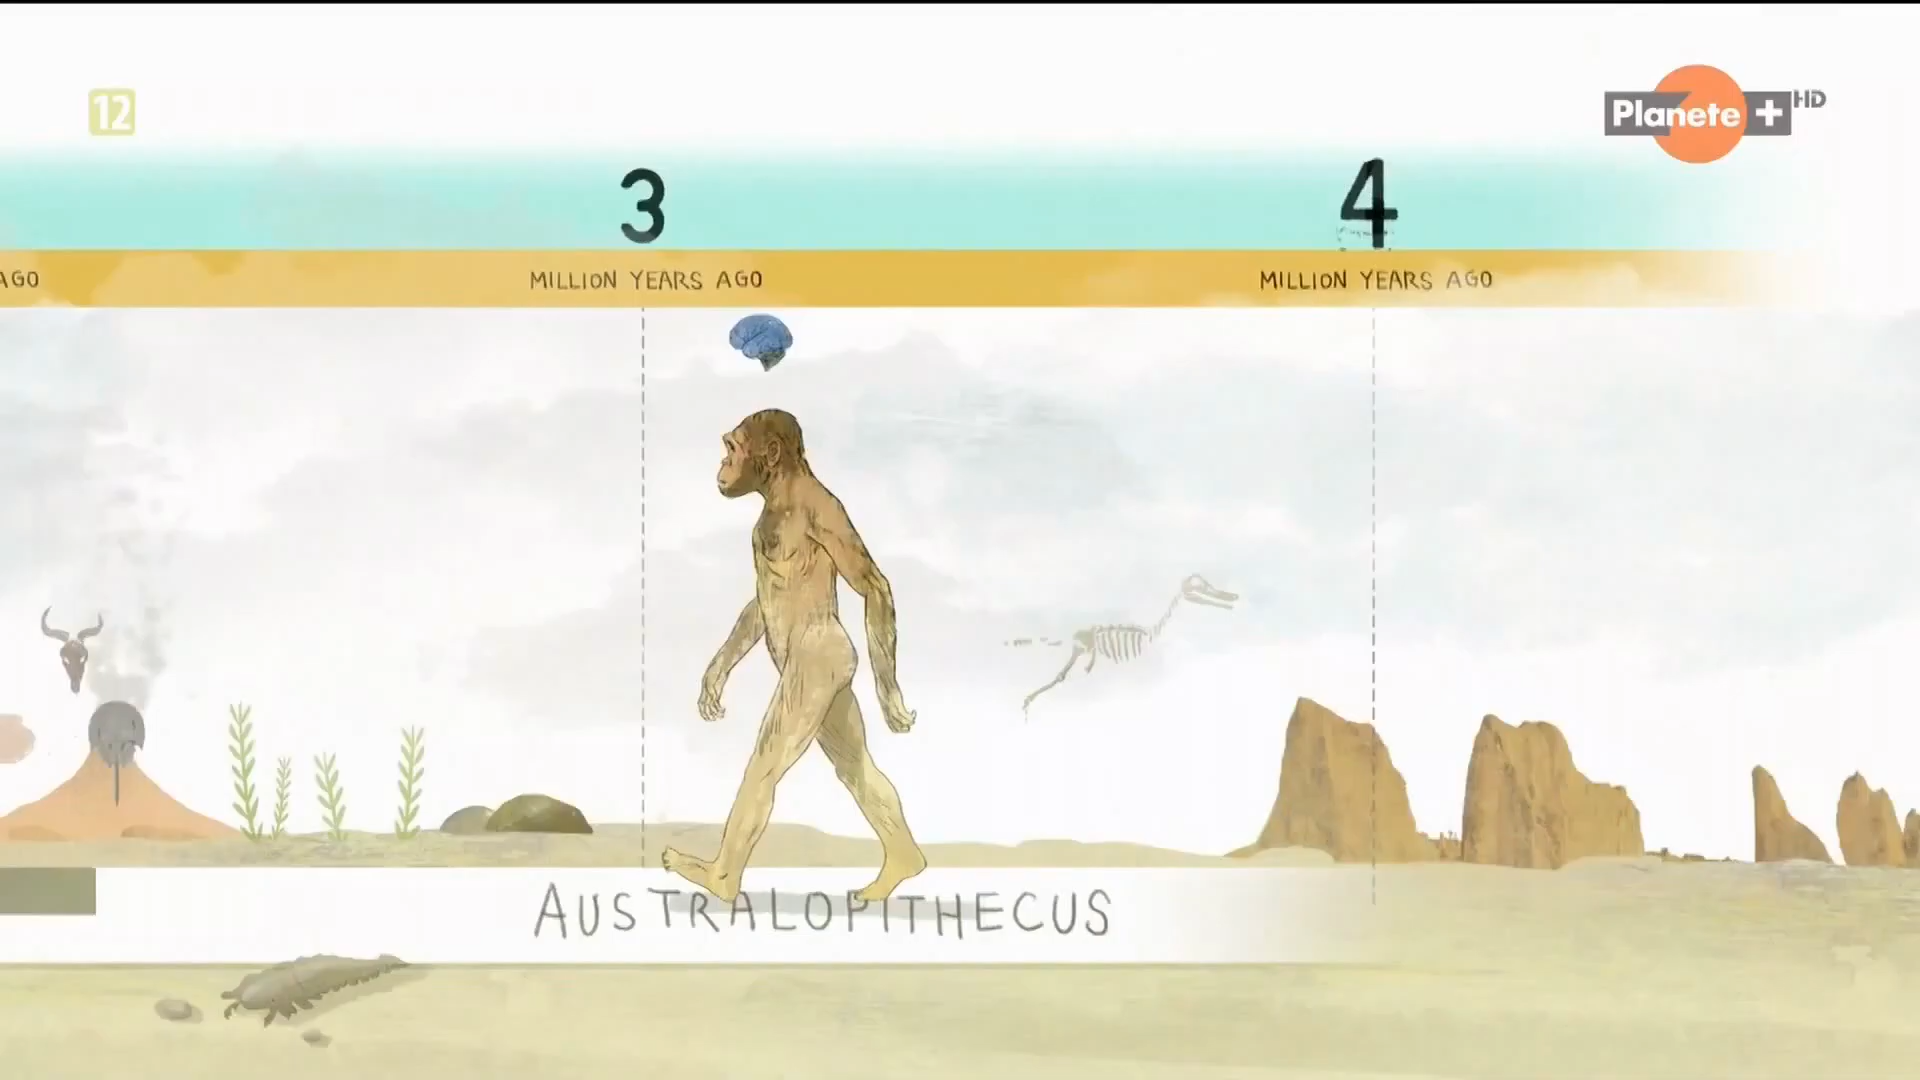 12
Planete + HD
3
4
AGO
MILLION YEARS AGO
MILLION YEARS AGO
AUSTRALOPITHECUS